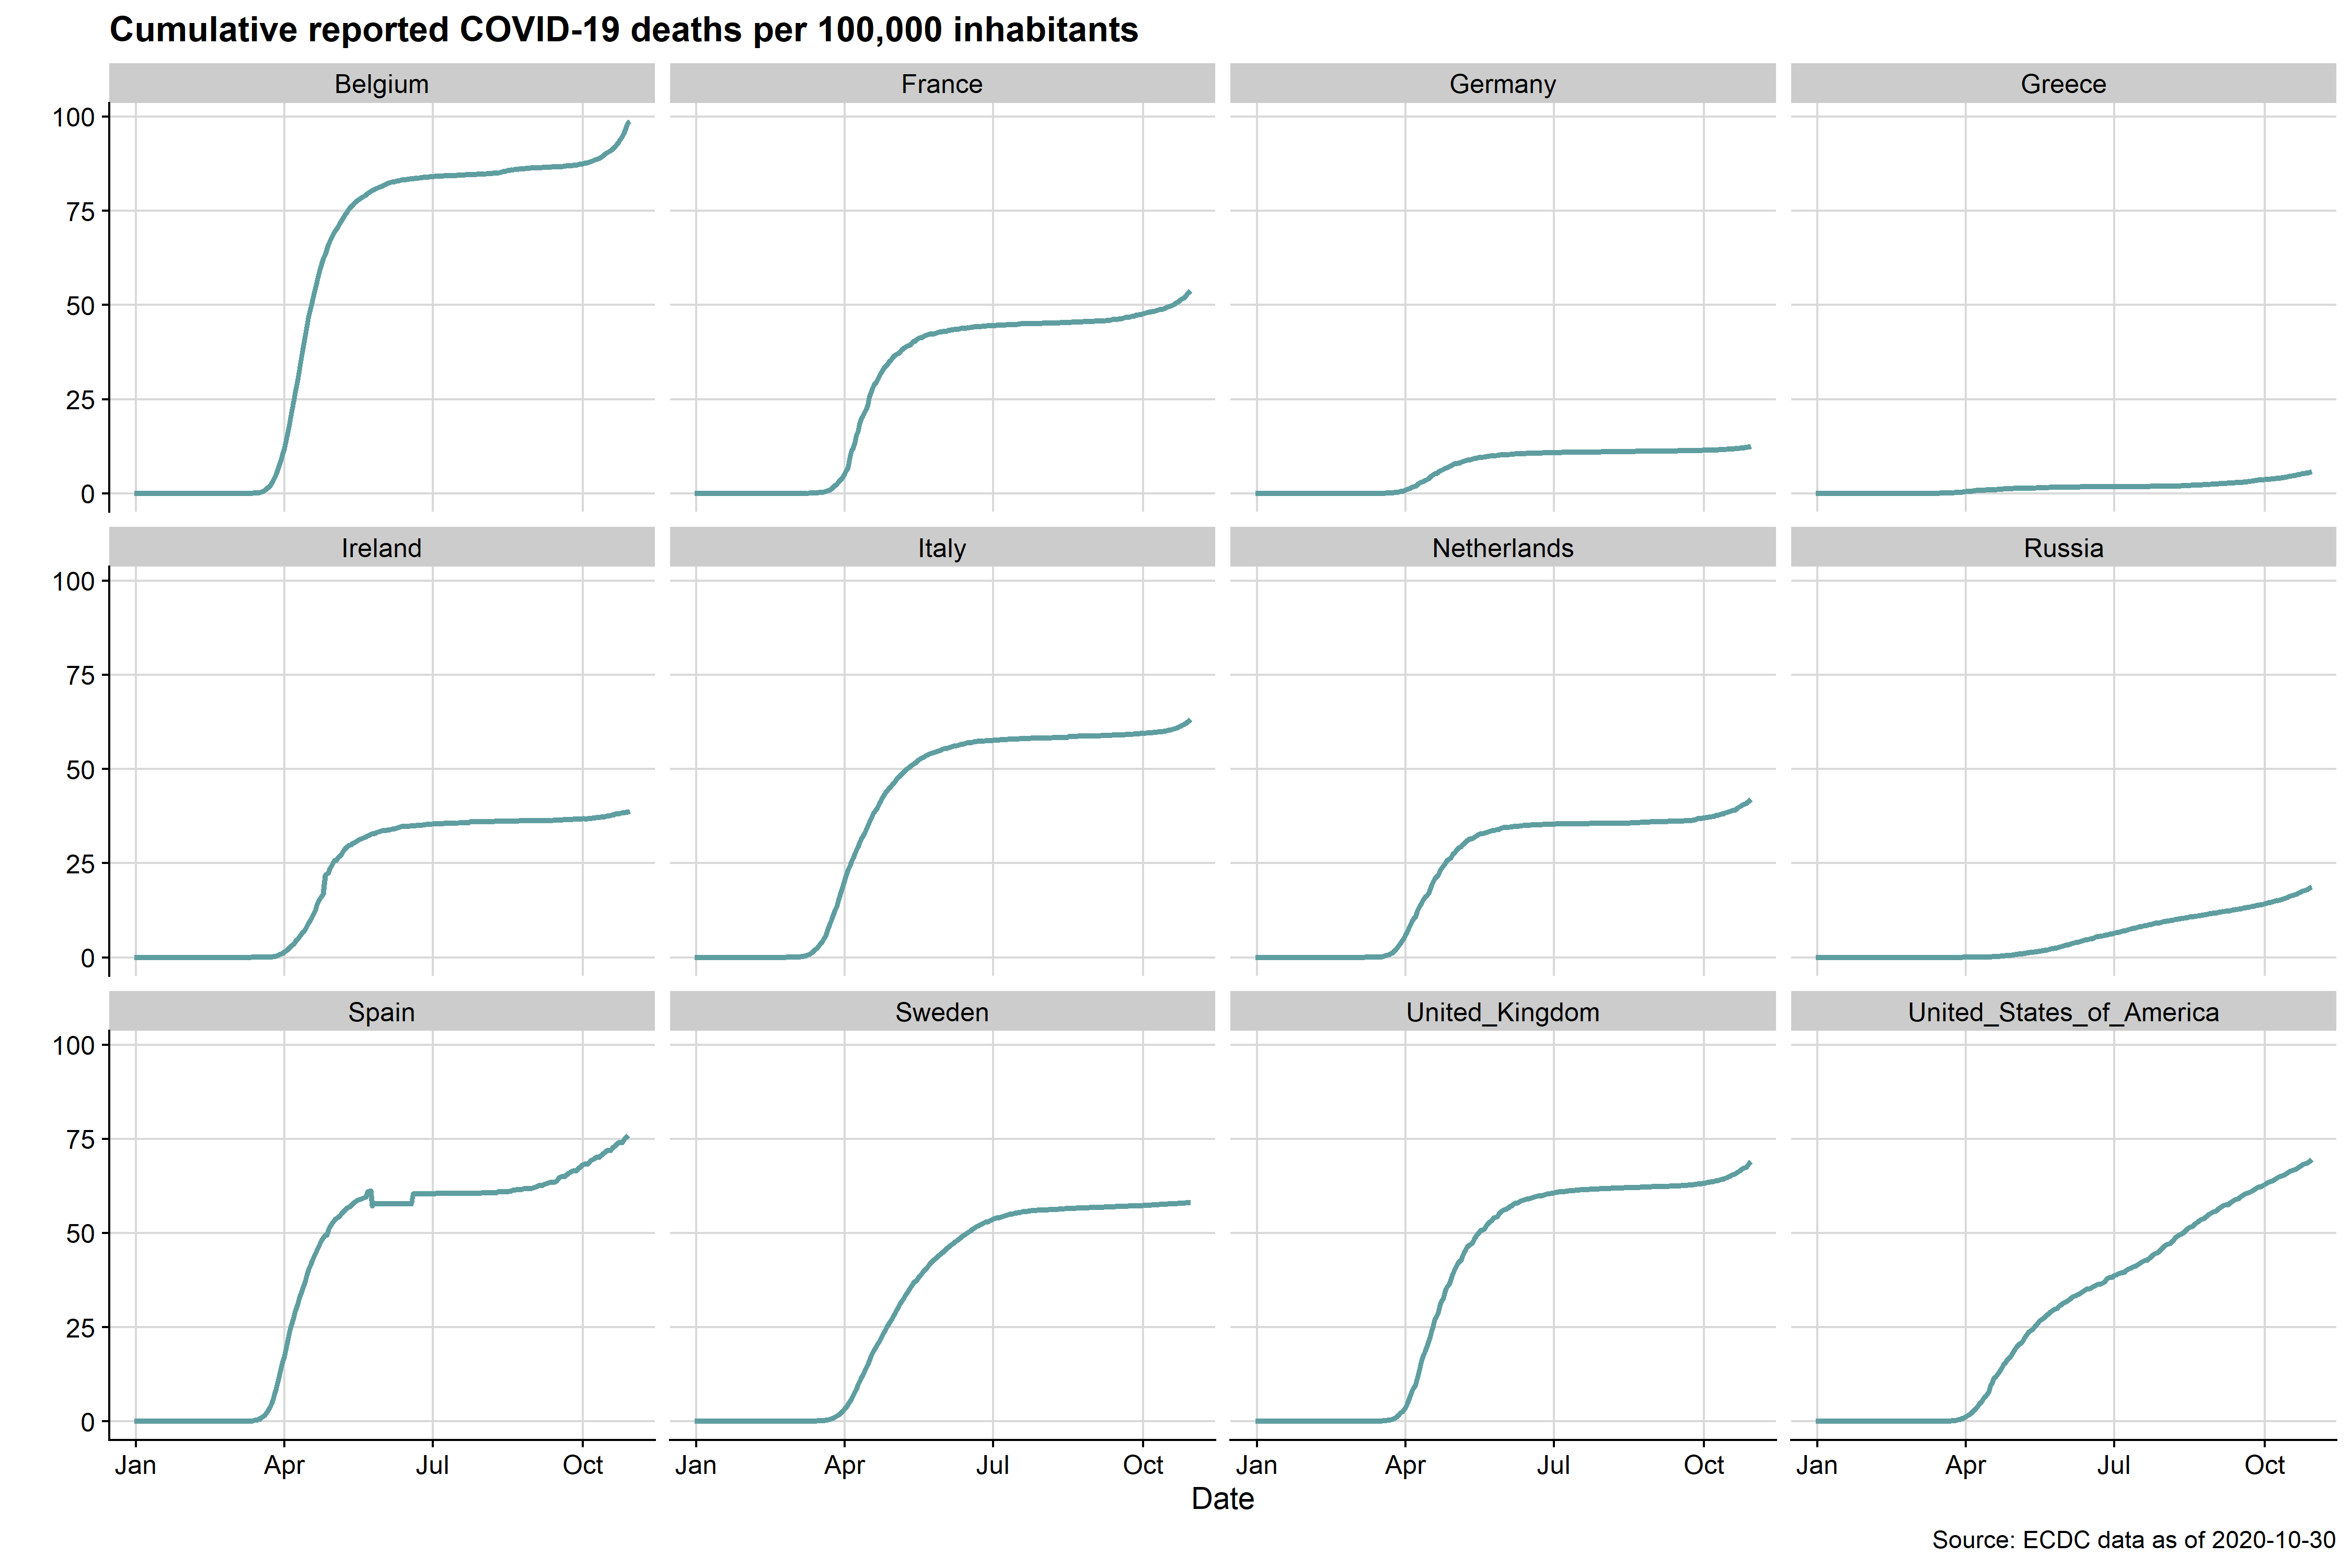 Cumulative reported COVID-19 deaths per 100,000 inhabitants
Belgium France Germany Greece
100
75
50
25
0
Ireland Italy Netherlands Russia
100
75
50
25
0
Spain Sweden United_Kingdom United_States_of_America
100
75
50
25
0
Jan Apr Jul Oct Jan Apr Jul Oct Jan Apr Jul Oct Jan Apr Jul Oct
Date
Source: ECDC data as of 2020-10-30